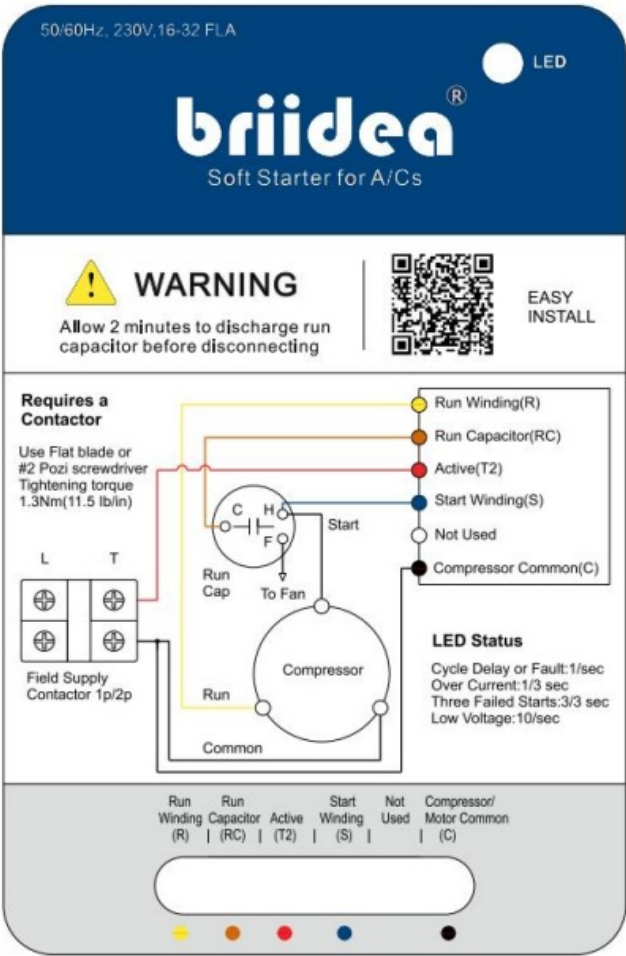 50/60Hz, 230V,16-32 FLA
LED
briidea®
Soft Starter for A/Cs
WARNING
Allow 2 minutes to discharge run
capacitor before disconnecting
EASY
INSTALL
Requires a
Contactor
Use Flat blade or
#2 Pozi screwdriver
Tightening torque
1.3Nm(11.5 lb/in)
Run Winding(R)
Run Capacitor(RC)
Active(T2)
Start Winding(S)
Not Used
Compressor Common(C)
C H
F
Start
Run
Cap
To Fan
L T
Field Supply
Contactor 1p/2p
Compressor
Run
Common
LED Status
Cycle Delay or Fault:1/sec
Over Current:1/3 sec
Three Failed Starts:3/3 sec
Low Voltage:10/sec
Run Run Start Not Compressor/
Winding Capacitor Active Winding Used Motor Common
(R) | (RC) | (T2) | (S) | | (C)